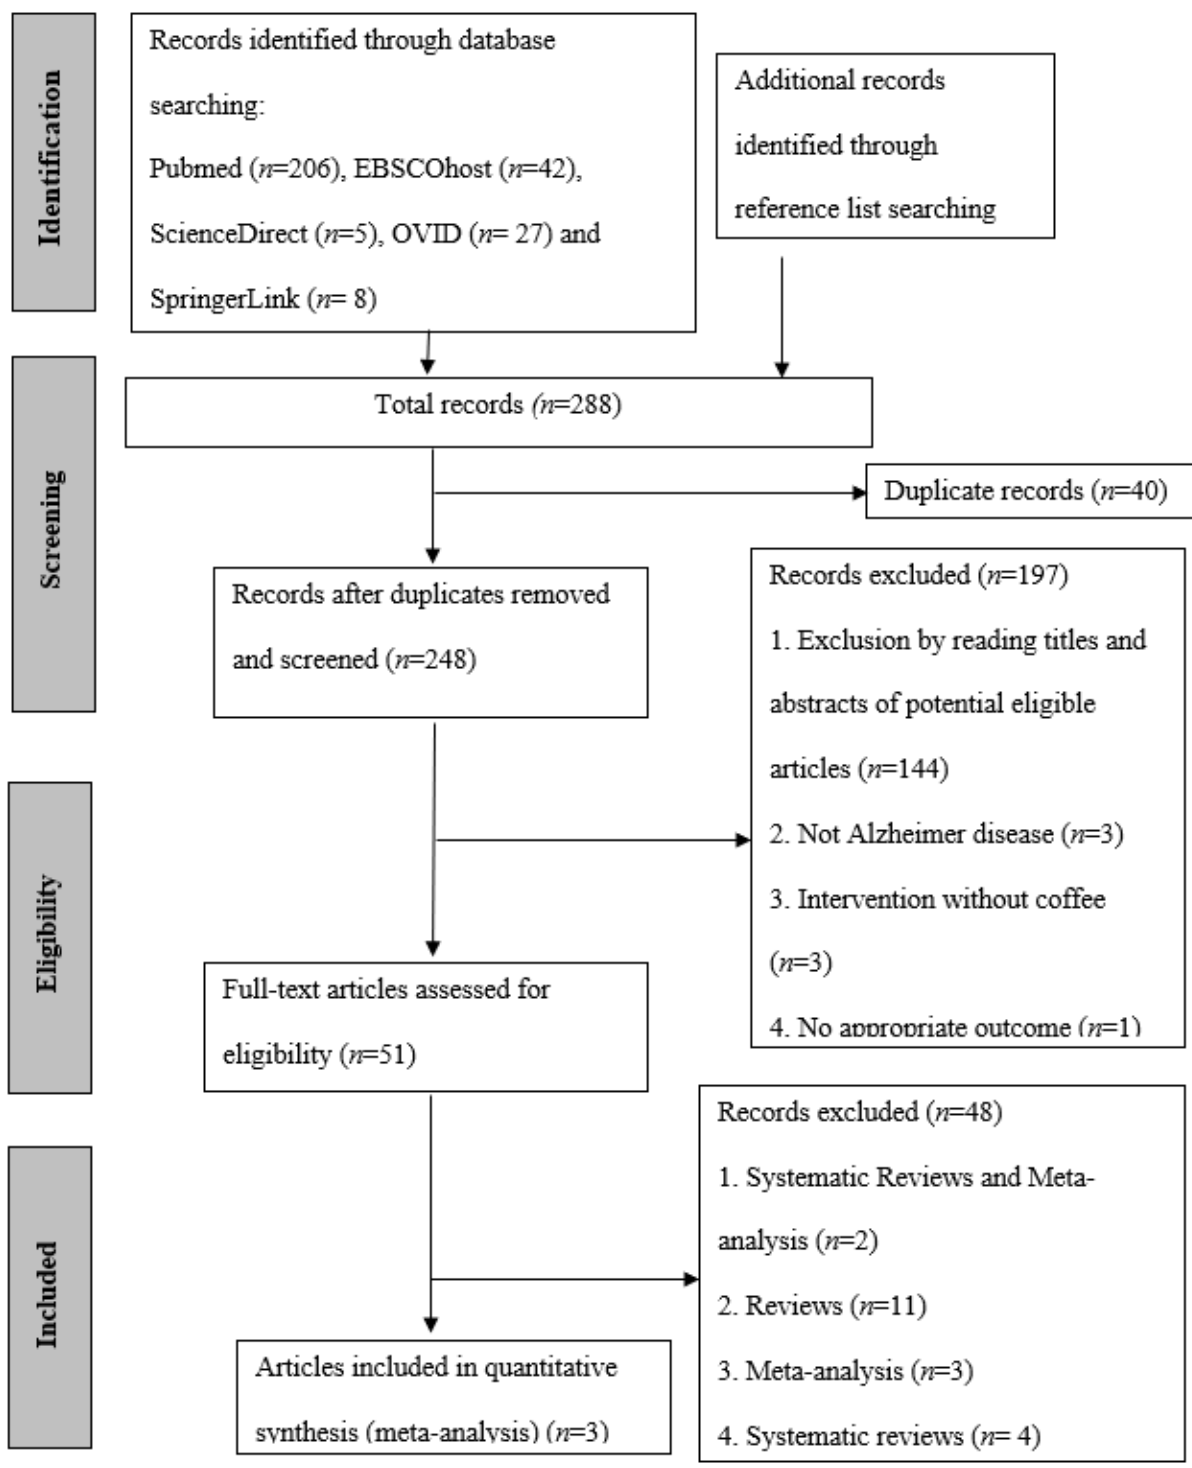 Identification
Records identified through database
searching:
Pubmed (n=206), EBSCOhost (n=42),
ScienceDirect (n=5), OVID (n= 27) and
SpringerLink (n= 8)
Additional records
identified through
reference list searching
Screening
Total records (n=288)
Duplicate records (n=40)
Records after duplicates removed
and screened (n=248)
Records excluded (n=197)
1. Exclusion by reading titles and
abstracts of potential eligible
articles (n=144)
2. Not Alzheimer disease (n=3)
3. Intervention without coffee
(n=3)
4. No appropriate outcome (n=1)
Eligibility
Full-text articles assessed for
eligibility (n=51)
Records excluded (n=48)
1. Systematic Reviews and Meta-
analysis (n=2)
2. Reviews (n=11)
3. Meta-analysis (n=3)
4. Systematic reviews (n= 4)
Included
Articles included in quantitative
synthesis (meta-analysis) (n=3)